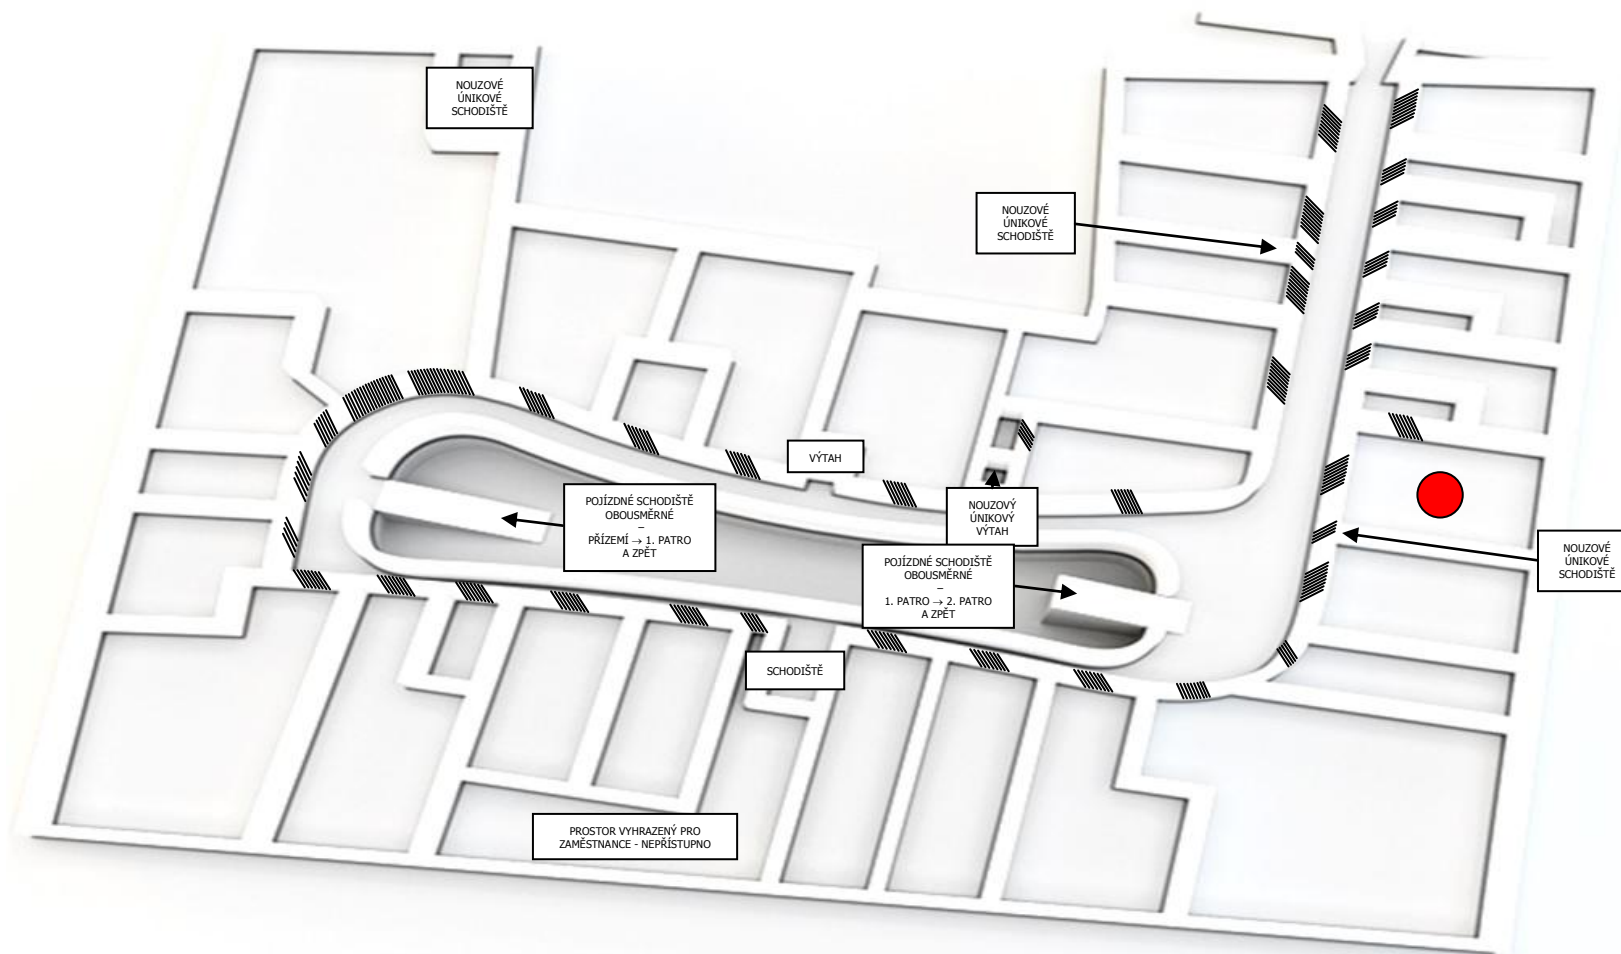 NOUZOVÉ
ÚNIKOVÉ
SCHODIŠTĚ
NOUZOVÉ
ÚNIKOVÉ
SCHODIŠTĚ
VÝTAH
POJÍZDNÉ SCHODIŠTĚ
OBOUSMĚRNÉ
–
PŘÍZEMÍ → 1. PATRO
A ZPĚT
NOUZOVÝ
ÚNIKOVÝ
VÝTAH
POJÍZDNÉ SCHODIŠTĚ
OBOUSMĚRNÉ
–
1. PATRO → 2. PATRO
A ZPĚT
NOUZOVÉ
ÚNIKOVÉ
SCHODIŠTĚ
SCHODIŠTĚ
PROSTOR VYHRAZENÝ PRO
ZAMĚSTNANCE - NEPŘÍSTUPNO